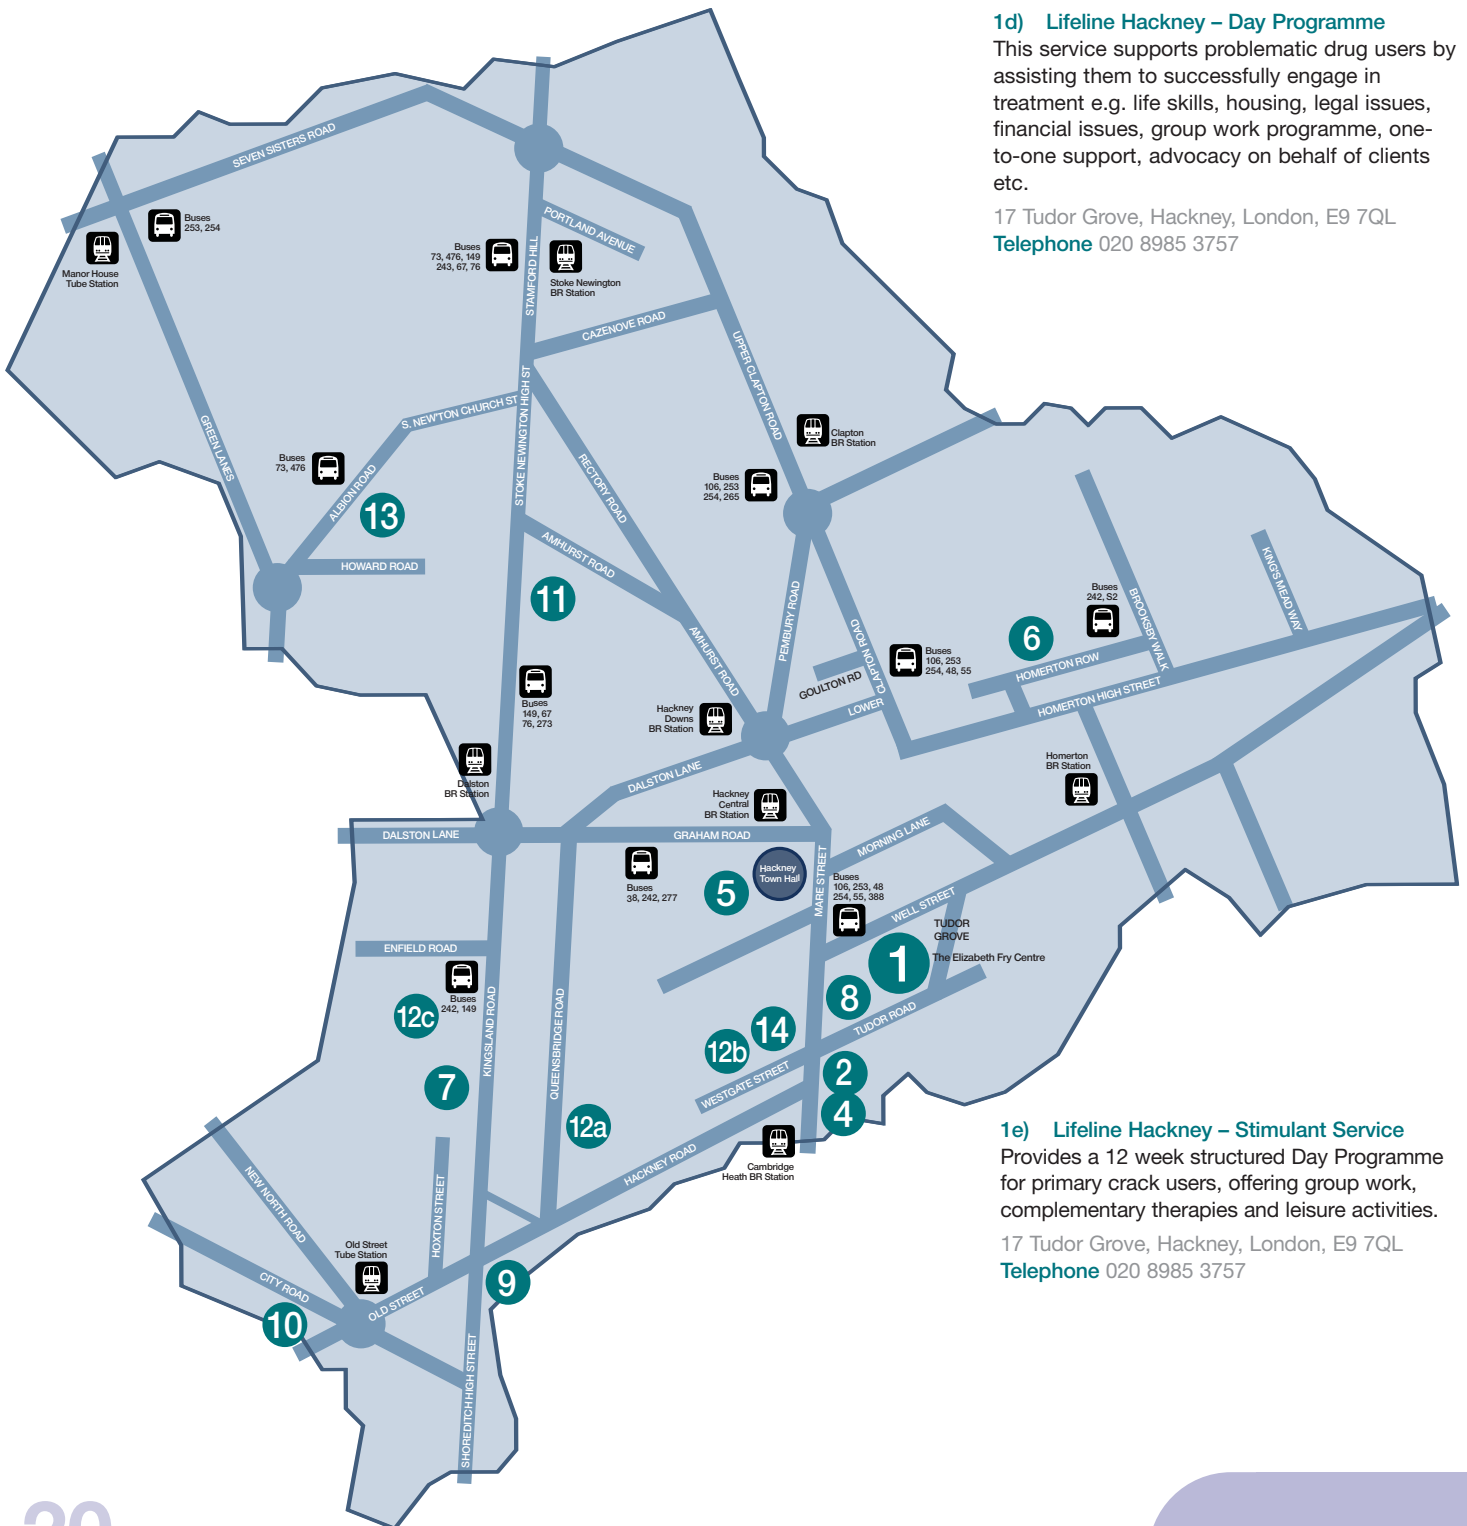 1d) Lifeline Hackney – Day Programme
This service supports problematic drug users by
assisting them to successfully engage in
treatment e.g. life skills, housing, legal issues,
financial issues, group work programme, one-
to-one support, advocacy on behalf of clients
etc.
17 Tudor Grove, Hackney, London, E9 7QL
Telephone 020 8985 3757
SEVEN SISTERS ROAD
Buses
253, 254
Manor House
Tube Station
PORTLAND AVENUE
Buses
73, 476, 149
243, 67, 76
STAMFORD HILL
Stoke Newington
BR Station
CAZENOVE ROAD
UPPER CLAPTON ROAD
S. NEW'TON CHURCH ST
STOKE NEWINGTON HIGH ST
GREEN LANES
Clapton
BR Station
Buses
73, 476
ALBION ROAD
13
RECTORY ROAD
Buses
106, 253
254, 265
HOWARD ROAD
AMHURST ROAD
11
PEMBURY ROAD
CLAPTON ROAD
LOWER
GOULTON RD
Buses
106, 253
254, 48, 55
6
Buses
242, S2
BROOKSBY WALK
KING'S MEAD WAY
HOMERTON ROW
HOMERTON HIGH STREET
AMHURST ROAD
Buses
149, 67
76, 273
Hackney
Downs
BR Station
Dalston
BR Station
DALSTON LANE
Homerton
BR Station
Hackney
Central
BR Station
DALSTON LANE
GRAHAM ROAD
MORNING LANE
Buses
38, 242, 277
5
Hackney
Town Hall
MARE STREET
Buses
106, 253, 48
254, 55, 388
WELL STREET
TUDOR
GROVE
1
The Elizabeth Fry Centre
ENFIELD ROAD
Buses
242, 149
12c
KINGSLAND ROAD
QUEENSBRIDGE ROAD
8
TUDOR ROAD
14
12b
WESTGATE STREET
2
4
7
12a
HACKNEY ROAD
Cambridge
Heath BR Station
1e) Lifeline Hackney – Stimulant Service
Provides a 12 week structured Day Programme
for primary crack users, offering group work,
complementary therapies and leisure activities.
17 Tudor Grove, Hackney, London, E9 7QL
Telephone 020 8985 3757
NEW NORTH ROAD
HOXTON STREET
Old Street
Tube Station
CITY ROAD
OLD STREET
9
10
SHOREDITCH HIGH STREET